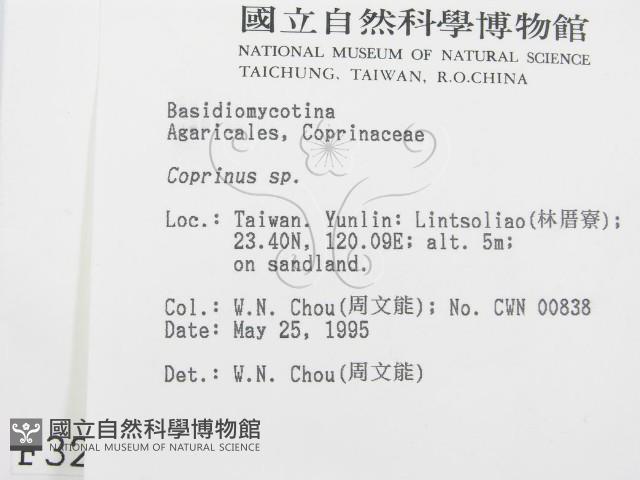 國立自然科學博物館
NATIONAL MUSEUM OF NATURAL SCIENCE
TAICHUNG, TAIWAN, R.O.CHINA
Basidiomycotina
Agaricales, Coprinaceae
Coprinus sp.
Loc.: Taiwan. Yunlin: Lintsoliao(林厝寮);
23.40N, 120.09E; alt. 5m;
on sandland.
Col.: W.N. Chou(周文能); No. CWN 00838
Date: May 25, 1995
Det.: W.N. Chou(周文能)
國立自然科學博物館
NATIONAL MUSEUM OF NATURAL SCIENCE
F32